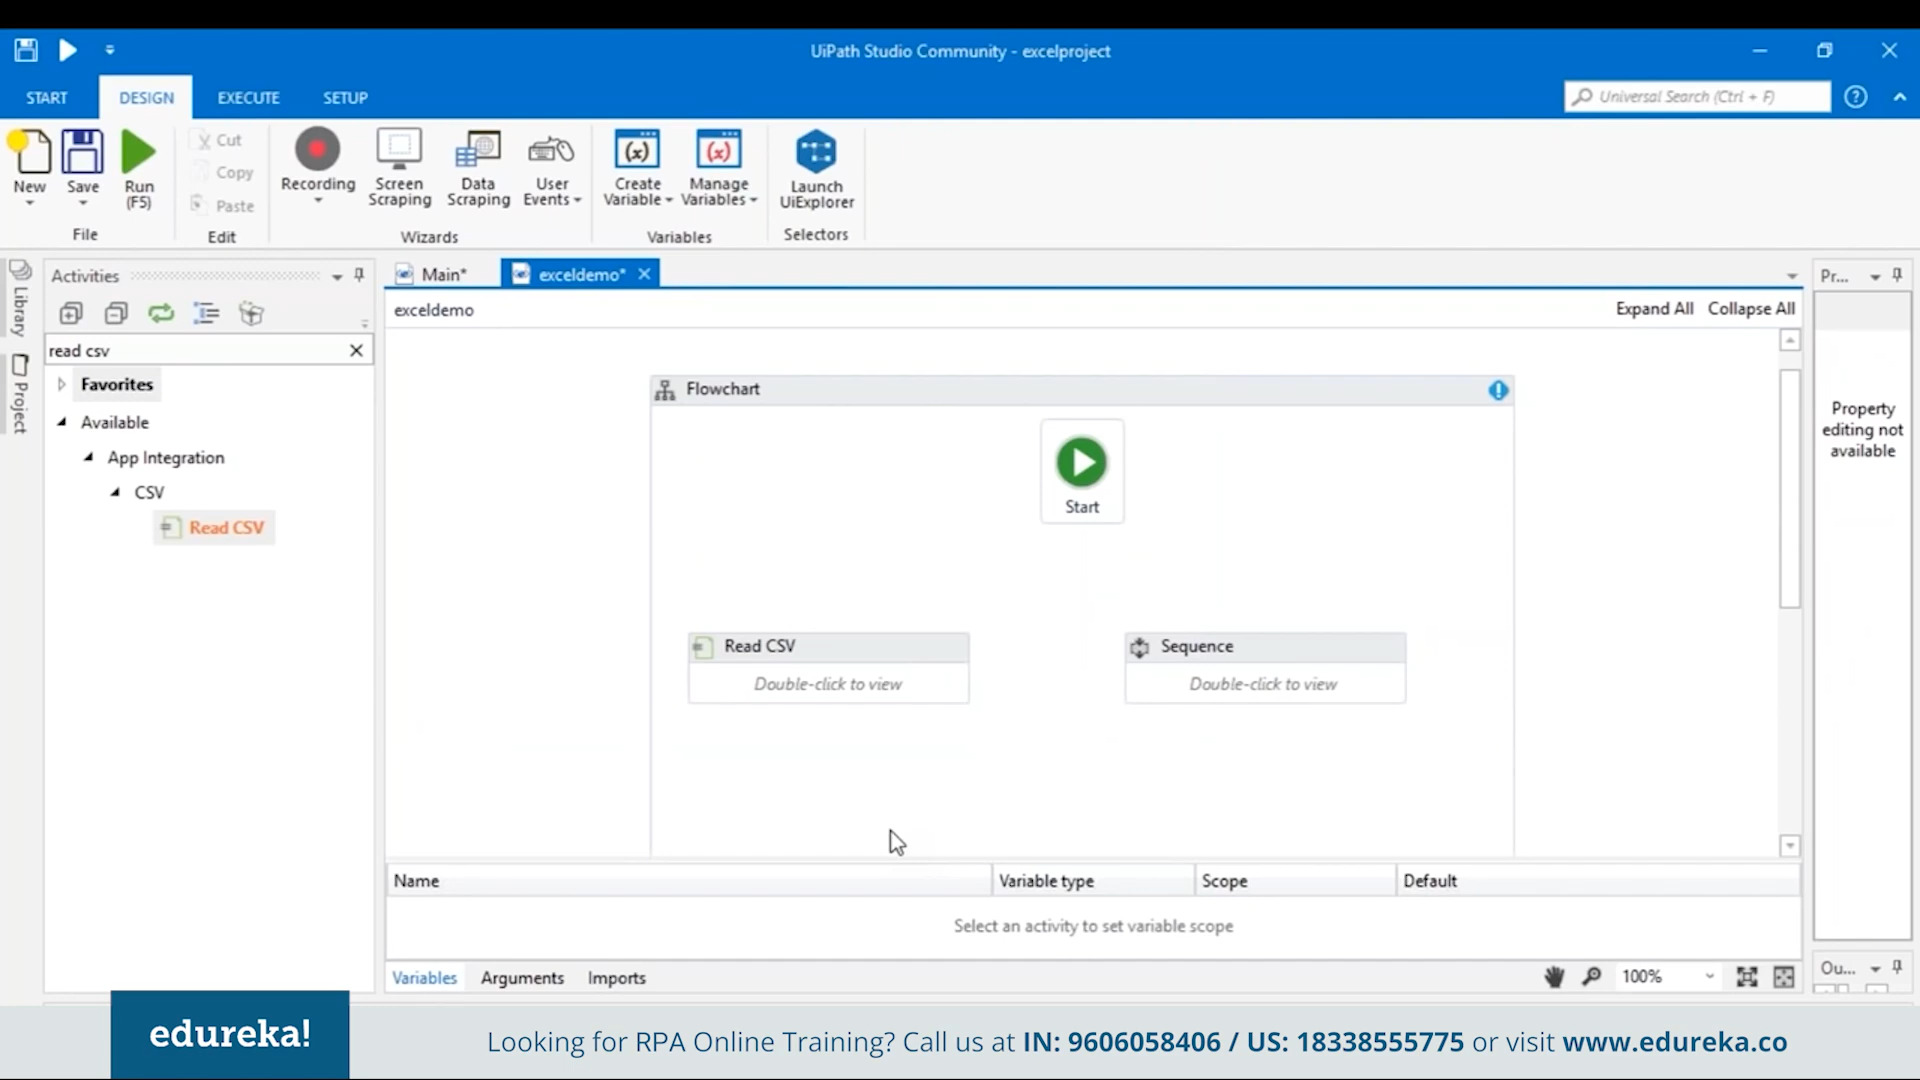 UiPath Studio Community - excelproject
START DESIGN EXECUTE SETUP Universal Search (Ctrl + F)
New Save Run (F5) Cut Copy Paste Recording Screen Scraping Data Scraping User Events Create Variable Manage Variables Launch UiExplorer
File Edit Wizards Variables Selectors
Library
Project
Activities
read csv
Favorites
Available
App Integration
CSV
Read CSV
Main* exceldemo*
exceldemo Expand All Collapse All
Flowchart
Start
Read CSV
Double-click to view
Sequence
Double-click to view
Name Variable type Scope Default
Select an activity to set variable scope
Variables Arguments Imports 100%
Pr...
Property
editing not
available
Ou...
edureka!
Looking for RPA Online Training? Call us at IN: 9606058406 / US: 18338555775 or visit www.edureka.co